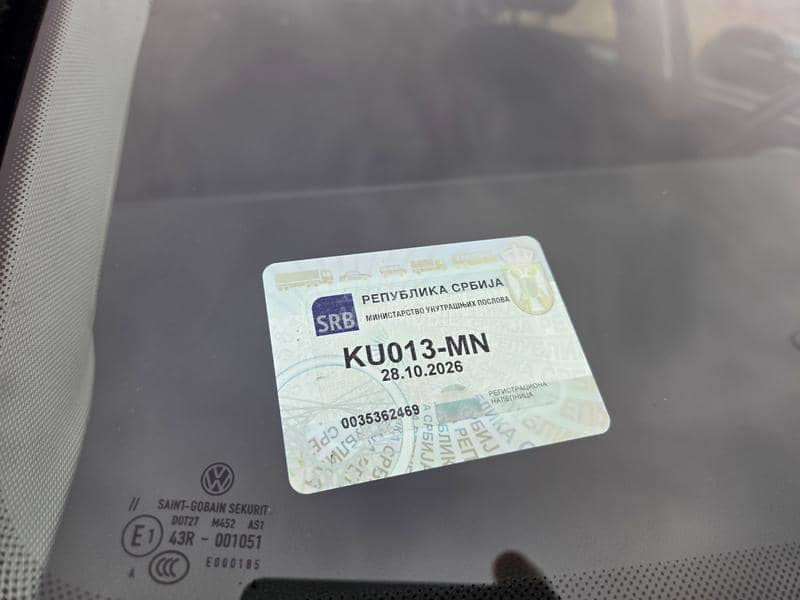 РЕПУБЛИКА СРБИЈА
МИНИСТАРСТВО УНУТРАШЊИХ ПОСЛОВА
SRB
KU013-MN
28.10.2026
РЕГИСТРАЦИОНА
НАЛЕПНИЦА
0035362469
// SAINT-GOBAIN SEKURIT
DOT27 M452 AS1
E1 43R - 001051
A CCC E000185